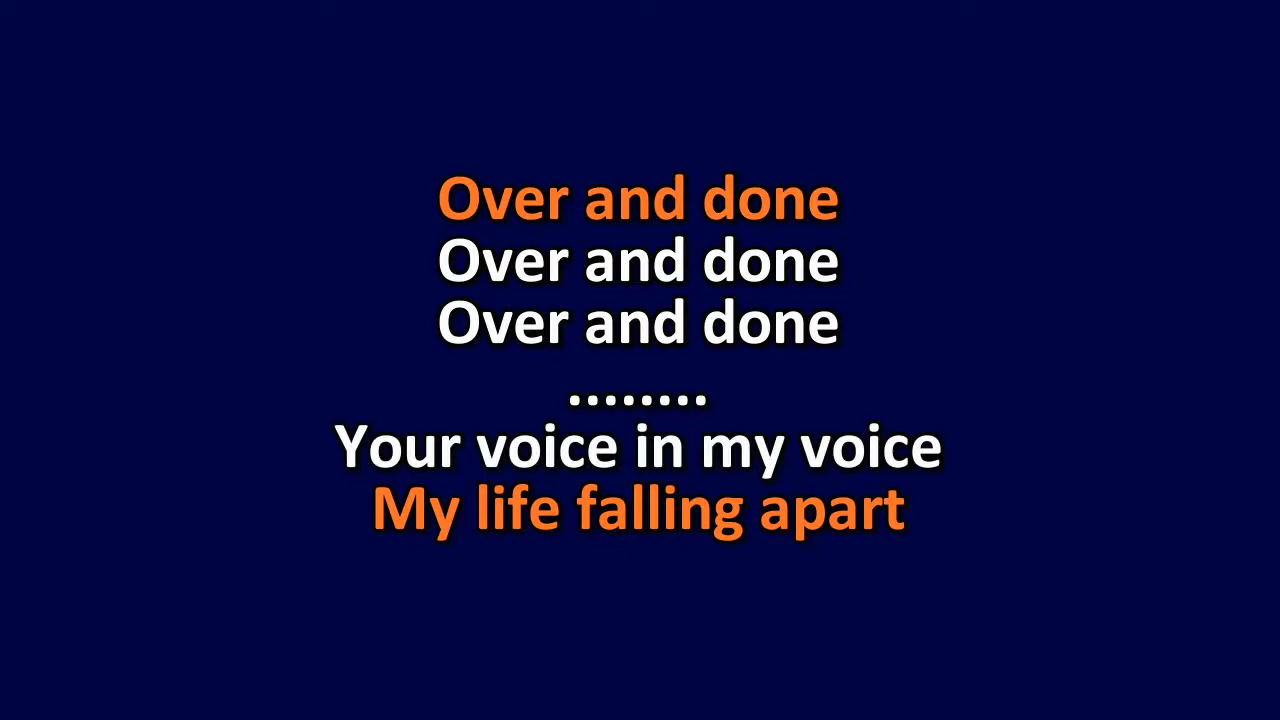 Over and done
Over and done
Over and done
........
Your voice in my voice
My life falling apart